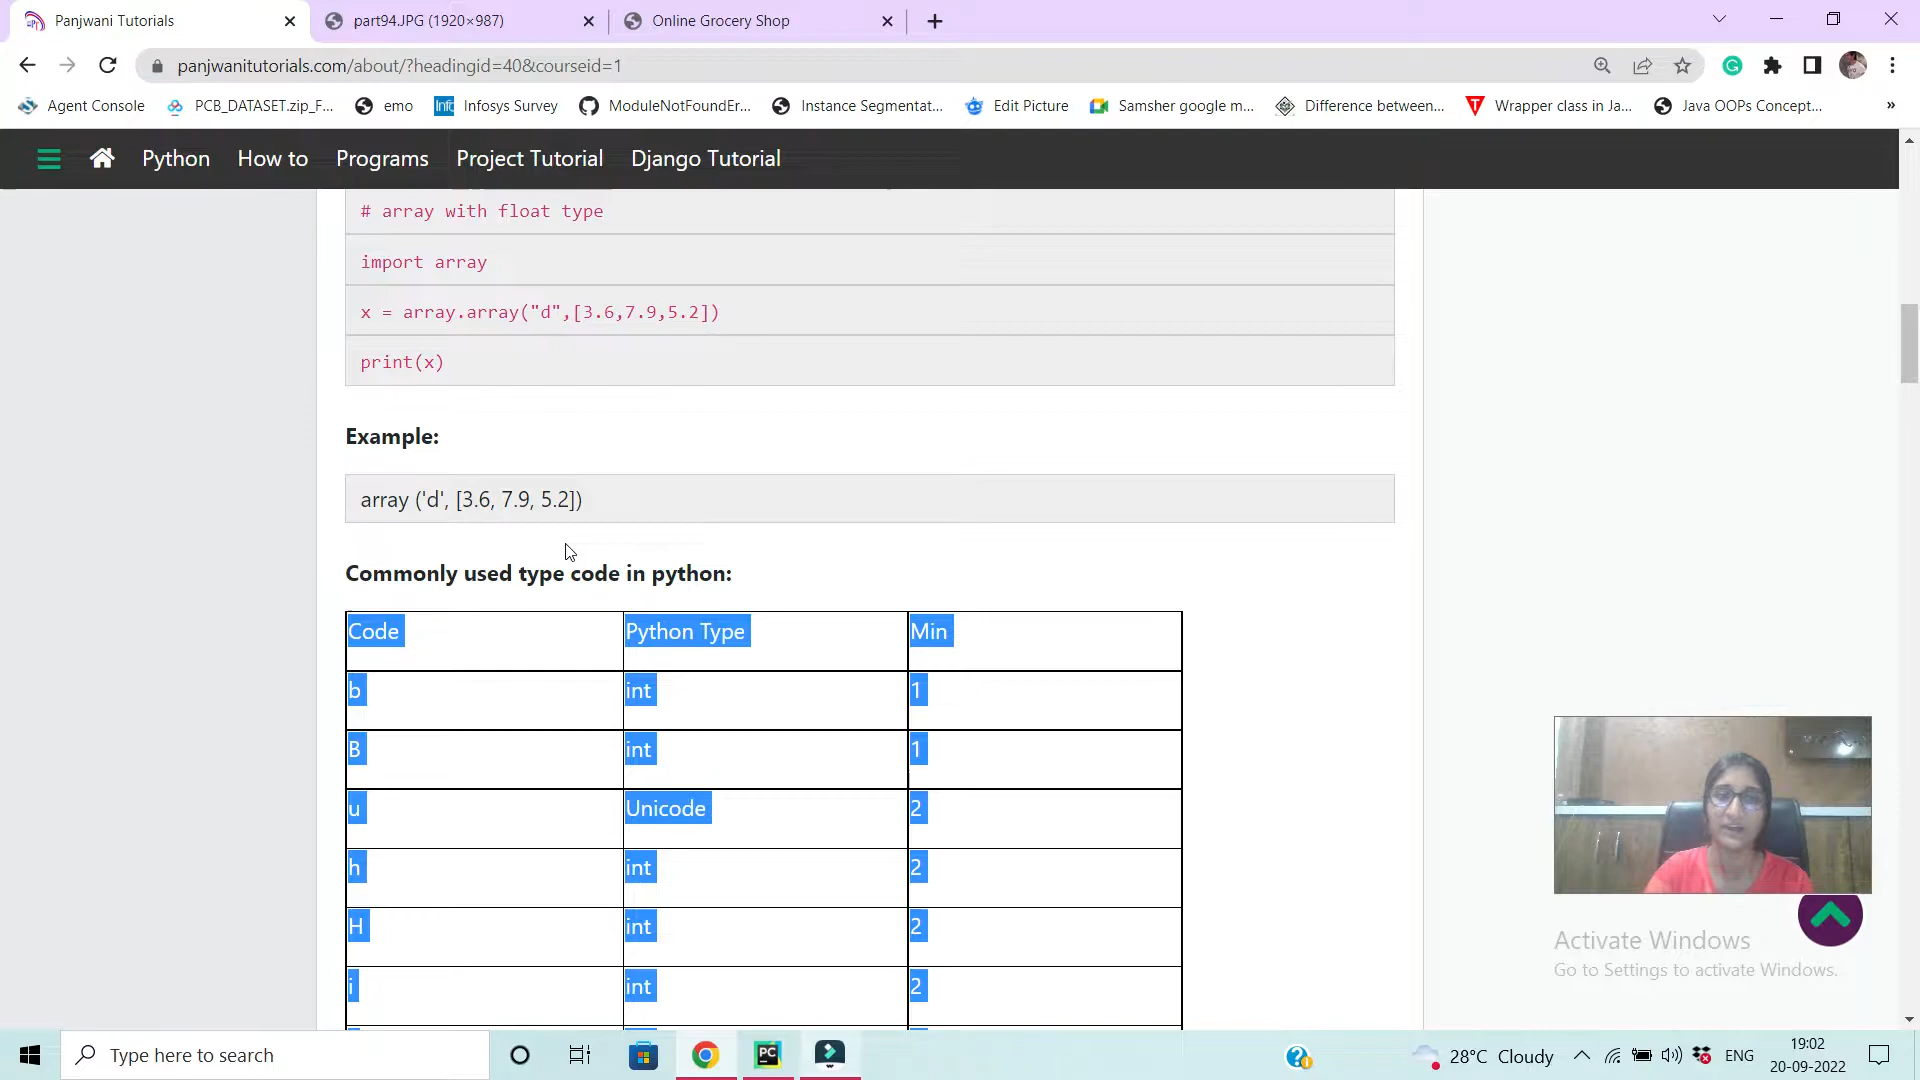 Panjwani Tutorials
part94.JPG (1920×987)
Online Grocery Shop
panjwanitutorials.com/about/?headingid=40&courseid=1
Agent Console
PCB_DATASET.zip_F...
emo
Infosys Survey
ModuleNotFoundEr...
Instance Segmentat...
Edit Picture
Samsher google m...
Difference between...
Wrapper class in Ja...
Java OOPs Concept...
»
Python How to Programs Project Tutorial Django Tutorial
# array with float type
import array
x = array.array("d",[3.6,7.9,5.2])
print(x)
Example:
array ('d', [3.6, 7.9, 5.2])
Commonly used type code in python:
Code Python Type Min
b int 1
B int 1
u Unicode 2
h int 2
H int 2
i int 2
Activate Windows
Go to Settings to activate Windows.
Type here to search
PC
28°C Cloudy
ENG
19:02
20-09-2022